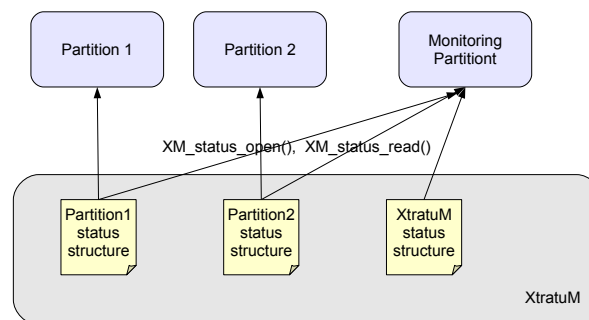 Partition 1
Partition 2
Monitoring
Partitiont
XM_status_open(), XM_status_read()
Partition1
status
structure
Partition2
status
structure
XtratuM
status
structure
XtratuM